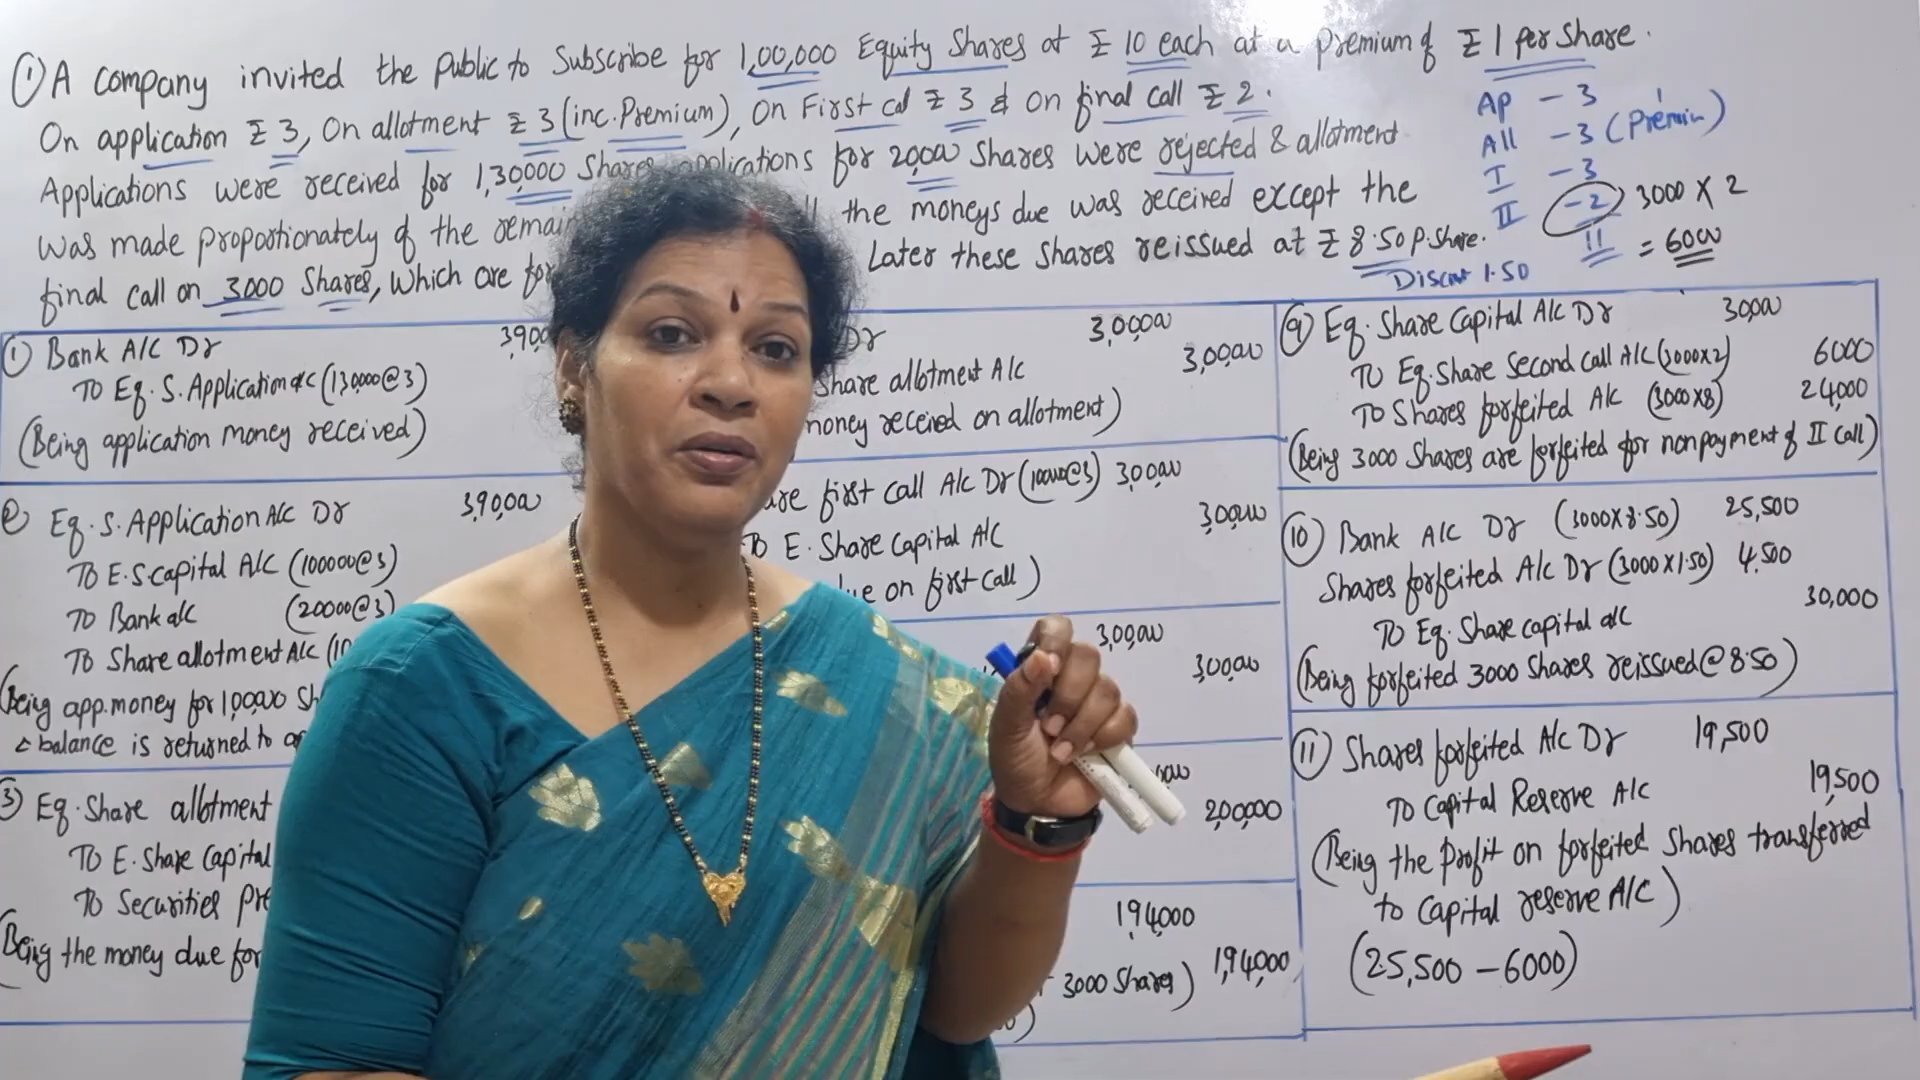 ① A company invited the public to subscribe for 1,00,000 Equity Shares at ₹ 10 each at a premium of ₹ 1 per share.
On application ₹ 3, On allotment ₹ 3 (inc. Premium), On First call ₹ 3 & on final call ₹ 2.
Applications were received for 1,30,000 Shares applications for 20,000 Shares were rejected & allotment
was made proportionately of the remain the moneys due was received except the
final call on 3000 Shares, which are for Later these shares reissued at ₹ 8.50 P. Share.
Ap - 3
All - 3 (Premium)
I - 3
II - 2
11
3000 X 2
= 6000
Discount 1.50
① Bank A/C Dr 3,90,00
To Eq. S. Application A/c (130,000@3)
(Being application money received)
② Eq. S. Application A/C Dr 3,90,000
To E. S. capital A/C (100000@3)
To Bank a/c (20000@3)
To Share allotment A/C (10
(Being app. money for 1,00,000 Sh
& balance is returned to ap
③ Eq. Share allotment
To E. Share Capital
To Securities Pre
(Being the money due for
Dr 3,00,000
Share allotment A/c 3,00,000
money received on allotment)
are first call A/c Dr (100000@3) 3,00,000
To E. Share Capital A/C 3,00,000
ue on first call)
3,00,000
3,00,000
2,00,000
1,94,000
1,94,000
3000 Shares)
⑨ Eq. Share Capital A/c Dr 30,000
To Eq. Share Second Call A/c (3000x2) 6000
To Shares forfeited A/c (3000x8) 24,000
(Being 3000 Shares are forfeited for nonpayment of II Call)
⑩ Bank A/C Dr (3000X8.50) 25,500
Shares forfeited A/c Dr (3000X1.50) 4,500
To Eq. Share capital a/c 30,000
(Being forfeited 3000 Shares reissued @ 8.50)
⑪ Shares forfeited A/c Dr 19,500
To Capital Reserve A/c 19,500
(Being the Profit on forfeited Shares transferred
to Capital reserve A/C)
(25,500 - 6000)